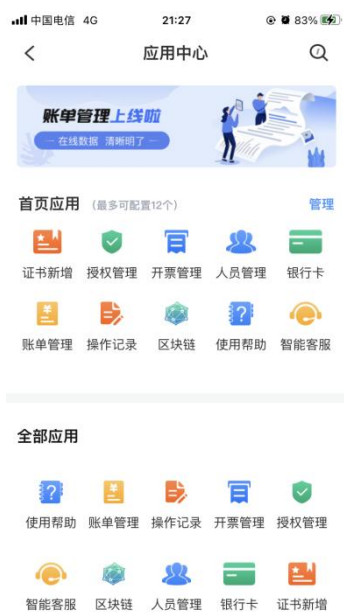 中国电信 4G 21:27 83%
应用中心
账单管理上线啦
在线数据 清晰明了
首页应用 （最多可配置12个） 管理
证书新增 授权管理 开票管理 人员管理 银行卡
账单管理 操作记录 区块链 使用帮助 智能客服
全部应用
使用帮助 账单管理 操作记录 开票管理 授权管理
智能客服 区块链 人员管理 银行卡 证书新增